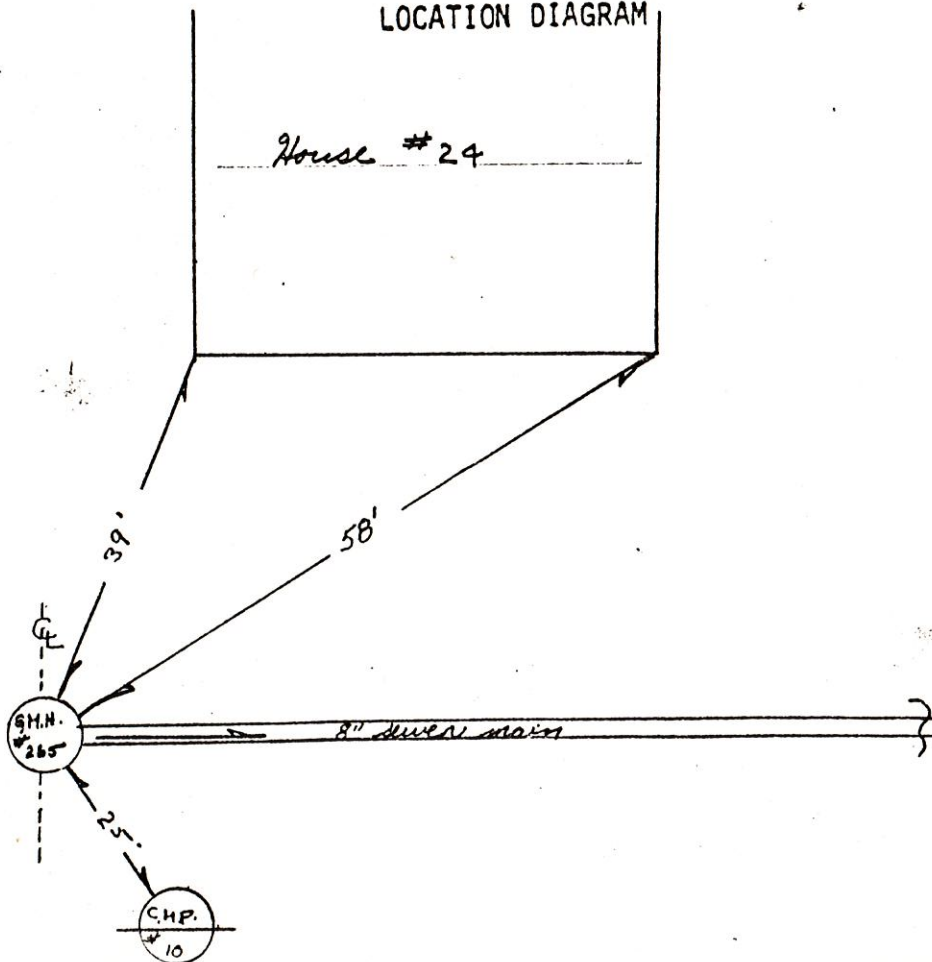 LOCATION DIAGRAM
House #24
39'
58'
℄
S.M.H.
#265
8" sewer main
25'
C.H.P.
# 10